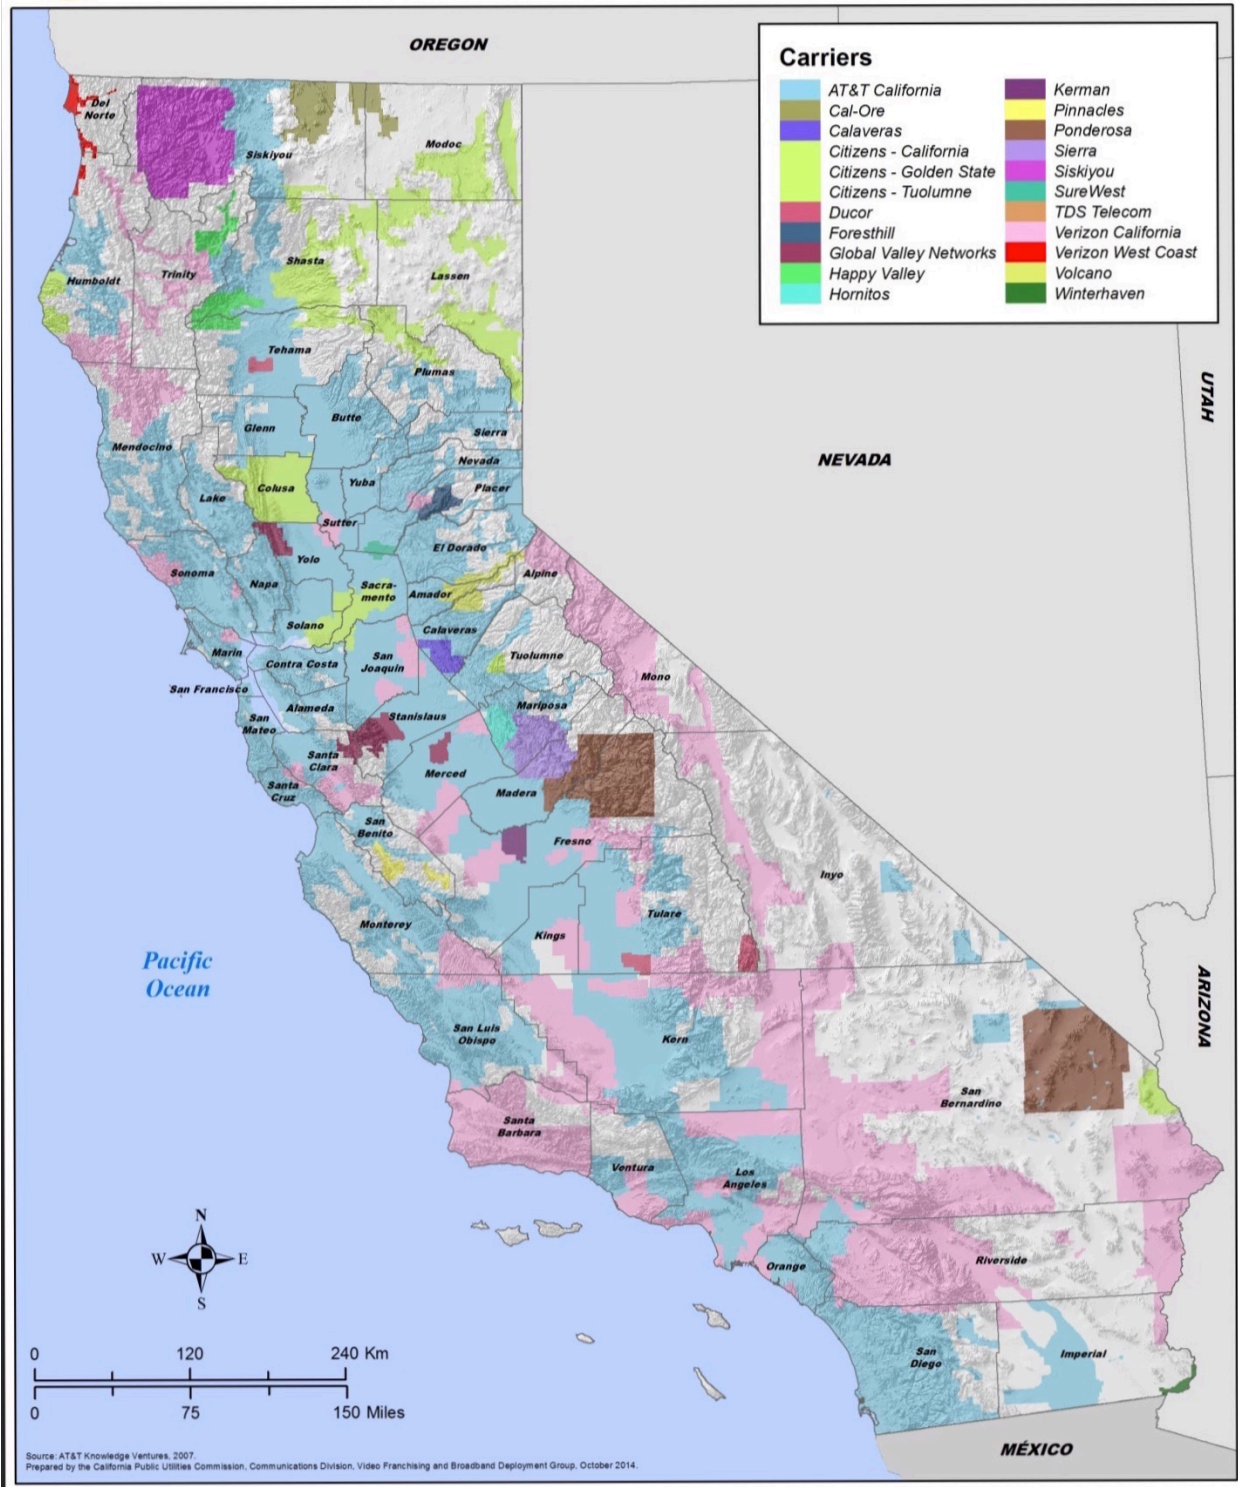 OREGON
Carriers
AT&T California
Cal-Ore
Calaveras
Citizens - California
Citizens - Golden State
Citizens - Tuolumne
Ducor
Foresthill
Global Valley Networks
Happy Valley
Hornitos
Kerman
Pinnacles
Ponderosa
Sierra
Siskiyou
SureWest
TDS Telecom
Verizon California
Verizon West Coast
Volcano
Winterhaven
Del
Norte
Siskiyou
Modoc
Humboldt
Trinity
Shasta
Lassen
Tehama
Plumas
UTAH
Mendocino
Glenn
Butte
Sierra
Nevada
NEVADA
Lake
Colusa
Yuba
Placer
Sutter
Sonoma
Napa
Yolo
El Dorado
Alpine
Sacra-
mento
Amador
Solano
Calaveras
Marin
Contra Costa
San
Joaquin
Tuolumne
Mono
San Francisco
Alameda
Stanislaus
Mariposa
San
Mateo
Santa
Clara
Merced
Santa
Cruz
Madera
San
Benito
Fresno
Inyo
Monterey
Kings
Tulare
Pacific
Ocean
ARIZONA
San Luis
Obispo
Kern
San
Bernardino
Santa
Barbara
Ventura
Los
Angeles
Orange
Riverside
San
Diego
Imperial
N
W
E
S
0
120
240 Km
0
75
150 Miles
MÉXICO
Source: AT&T Knowledge Ventures, 2007.
Prepared by the California Public Utilities Commission, Communications Division, Video Franchising and Broadband Deployment Group, October 2014.